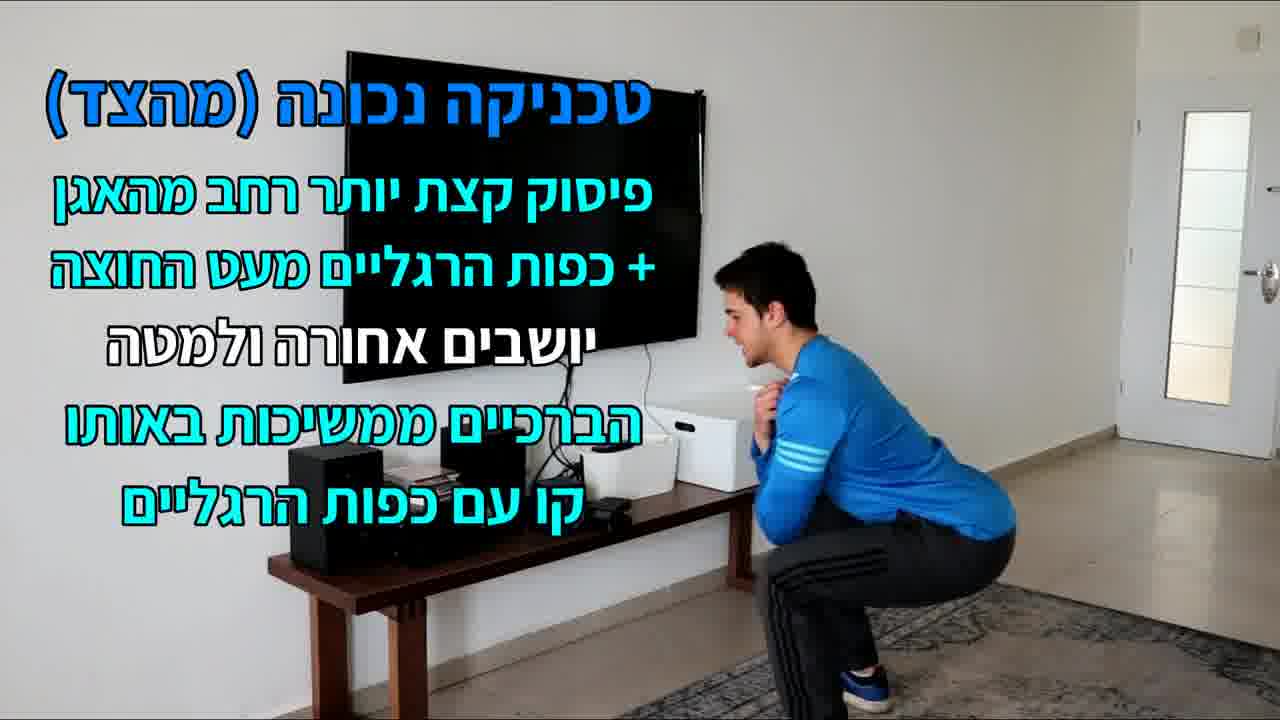 טכניקה נכונה (מהצד)
פיסוק קצת יותר רחב מהאגן
+ כפות הרגליים מעט החוצה
יושבים אחורה ולמטה
הברכיים ממשיכות באותו
קו עם כפות הרגליים